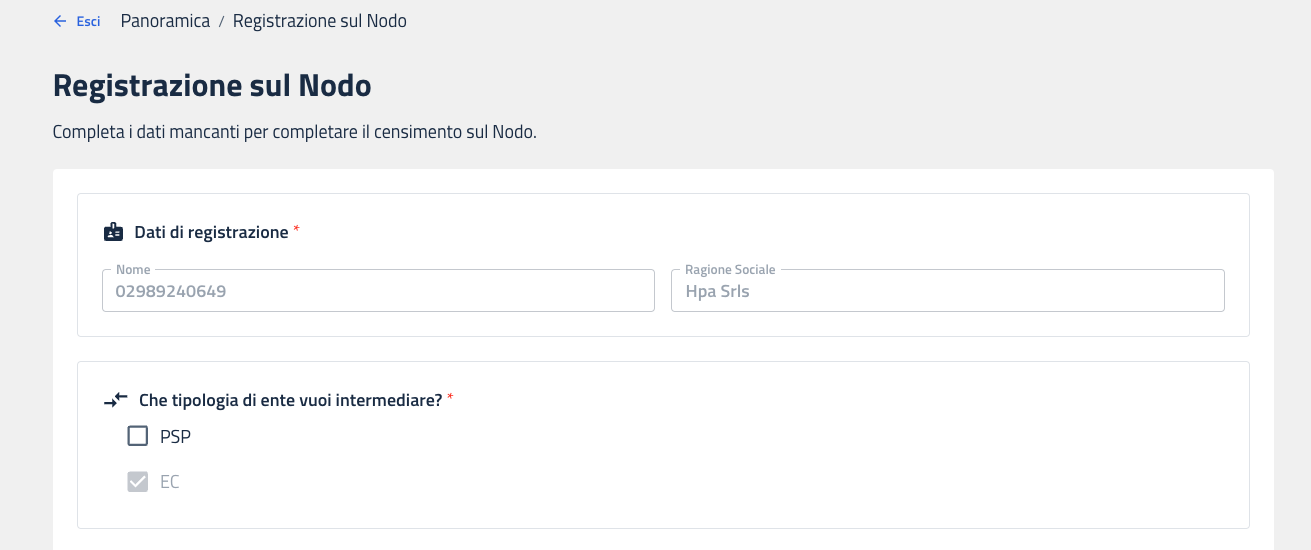 Esci Panoramica / Registrazione sul Nodo
Registrazione sul Nodo
Completa i dati mancanti per completare il censimento sul Nodo.
Dati di registrazione *
Nome Ragione Sociale
02989240649 Hpa Srls
Che tipologia di ente vuoi intermediare? *
PSP
EC